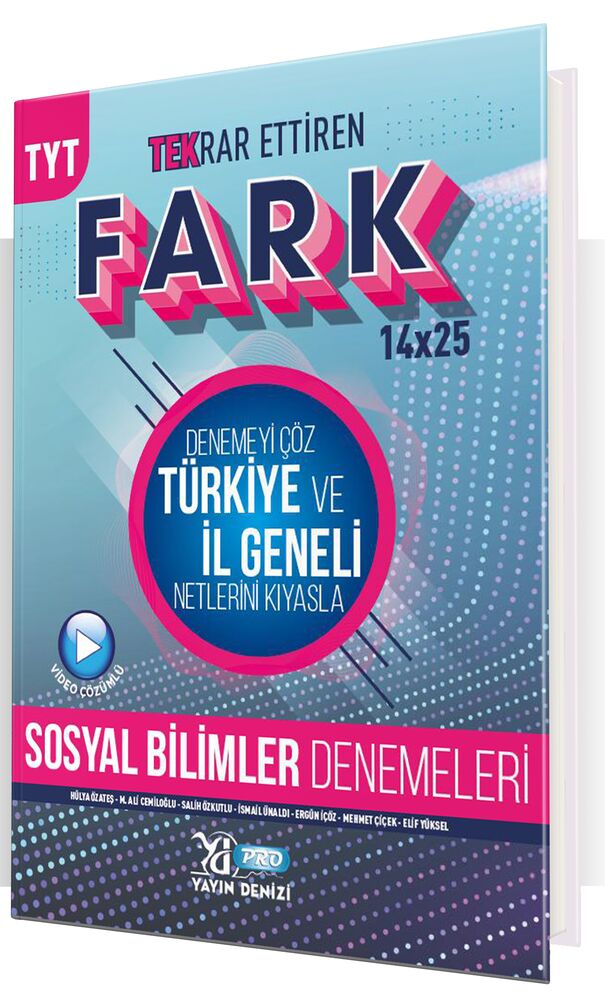 TYT
TEKRAR ETTİREN
FARK
14x25
DENEMEYİ ÇÖZ
TÜRKİYE VE
İL GENELİ
NETLERİNİ KIYASLA
VİDEO ÇÖZÜMLÜ
SOSYAL BİLİMLER DENEMELERİ
HÜLYA ÖZATEŞ - M. ALİ CEMİLOĞLU - SALİH ÖZKUTLU - İSMAİL ÜNALDI - ERGÜN İÇÖZ - MEHMET ÇİÇEK - ELİF YÜKSEL
YD PRO
YAYIN DENİZİ